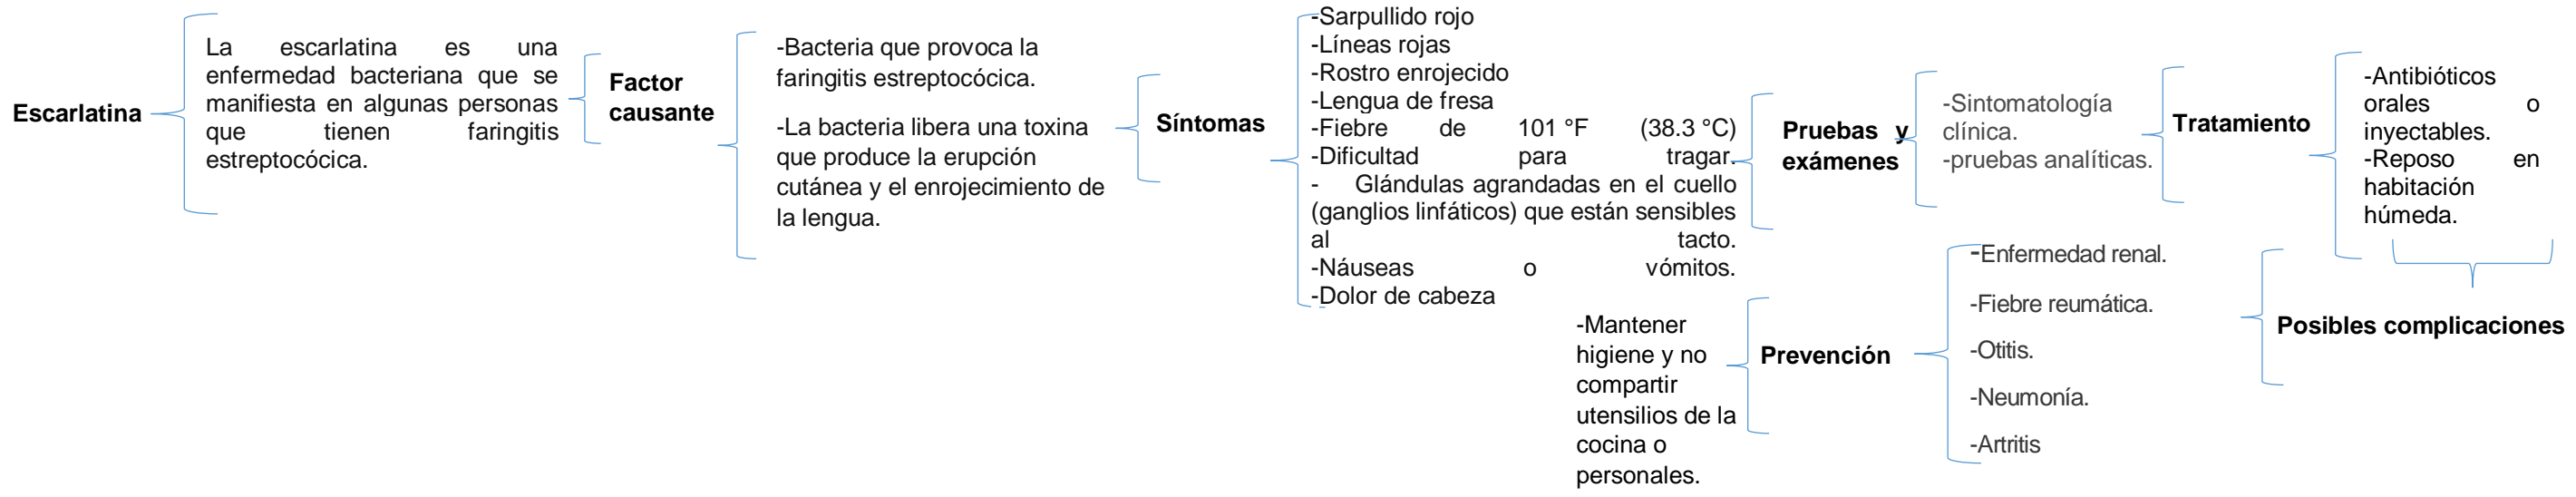 Escarlatina
La escarlatina es una
enfermedad bacteriana que se
manifiesta en algunas personas
que tienen faringitis
estreptocócica.
Factor
causante
-Bacteria que provoca la
faringitis estreptocócica.
-La bacteria libera una toxina
que produce la erupción
cutánea y el enrojecimiento de
la lengua.
Síntomas
-Sarpullido rojo
-Líneas rojas
-Rostro enrojecido
-Lengua de fresa
-Fiebre de 101 °F (38.3 °C)
-Dificultad para tragar.
- Glándulas agrandadas en el cuello
(ganglios linfáticos) que están sensibles
al tacto.
-Náuseas o vómitos.
-Dolor de cabeza
Pruebas y
exámenes
-Sintomatología
clínica.
-pruebas analíticas.
Tratamiento
-Antibióticos
orales o
inyectables.
-Reposo en
habitación
húmeda.
Posibles complicaciones
-Enfermedad renal.
-Fiebre reumática.
-Otitis.
-Neumonía.
-Artritis
Prevención
-Mantener
higiene y no
compartir
utensilios de la
cocina o
personales.